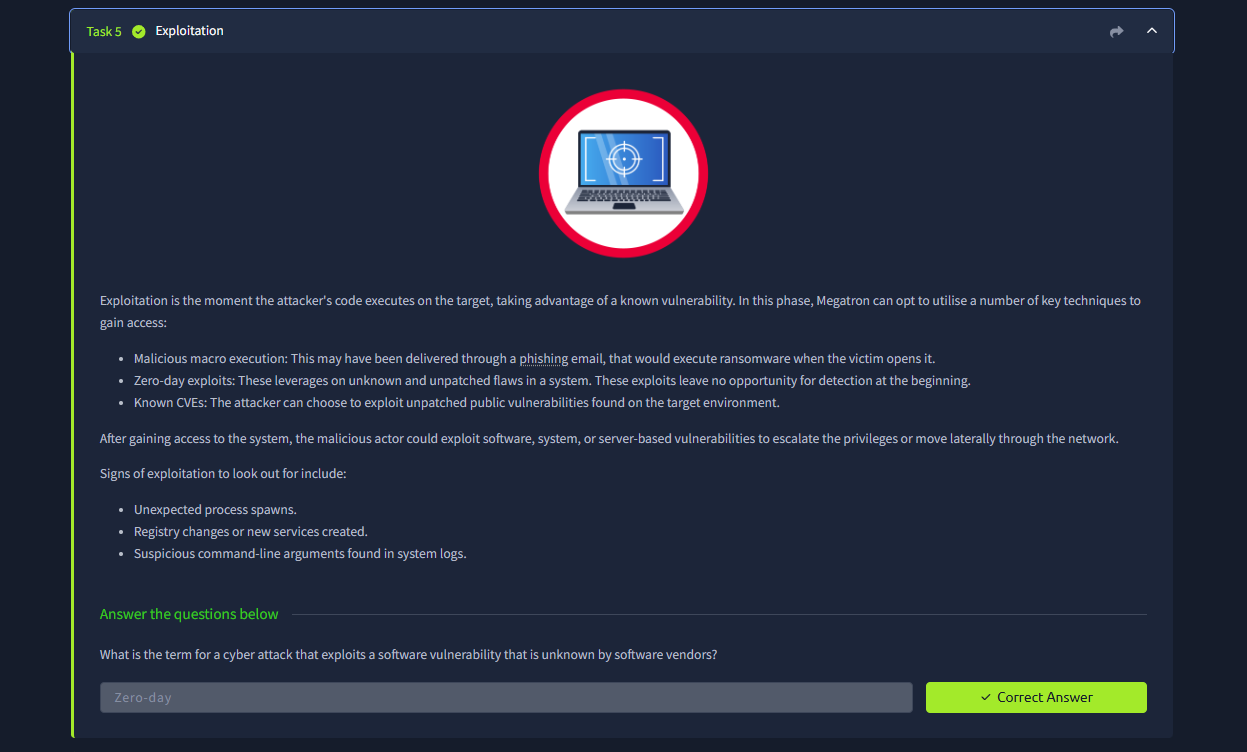 Task 5 Exploitation
Exploitation is the moment the attacker's code executes on the target, taking advantage of a known vulnerability. In this phase, Megatron can opt to utilise a number of key techniques to
gain access:
• Malicious macro execution: This may have been delivered through a phishing email, that would execute ransomware when the victim opens it.
• Zero-day exploits: These leverages on unknown and unpatched flaws in a system. These exploits leave no opportunity for detection at the beginning.
• Known CVEs: The attacker can choose to exploit unpatched public vulnerabilities found on the target environment.
After gaining access to the system, the malicious actor could exploit software, system, or server-based vulnerabilities to escalate the privileges or move laterally through the network.
Signs of exploitation to look out for include:
• Unexpected process spawns.
• Registry changes or new services created.
• Suspicious command-line arguments found in system logs.
Answer the questions below
What is the term for a cyber attack that exploits a software vulnerability that is unknown by software vendors?
Zero-day
Correct Answer